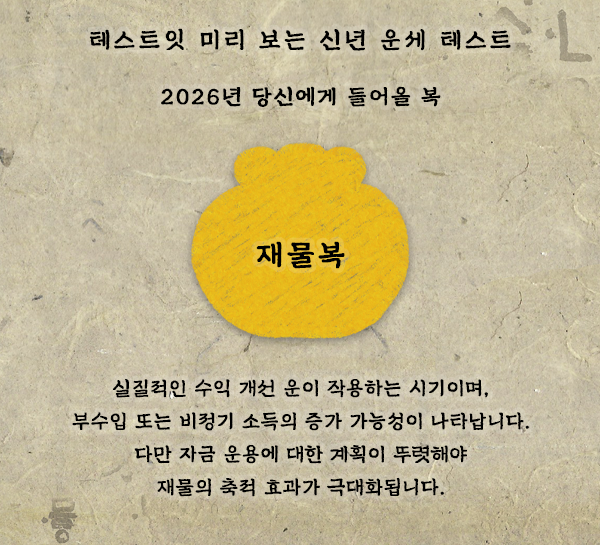 테스트잇 미리 보는 신년 운세 테스트
2026년 당신에게 들어올 복
재물복
실질적인 수익 개선 운이 작용하는 시기이며,
부수입 또는 비정기 소득의 증가 가능성이 나타납니다.
다만 자금 운용에 대한 계획이 뚜렷해야
재물의 축적 효과가 극대화됩니다.